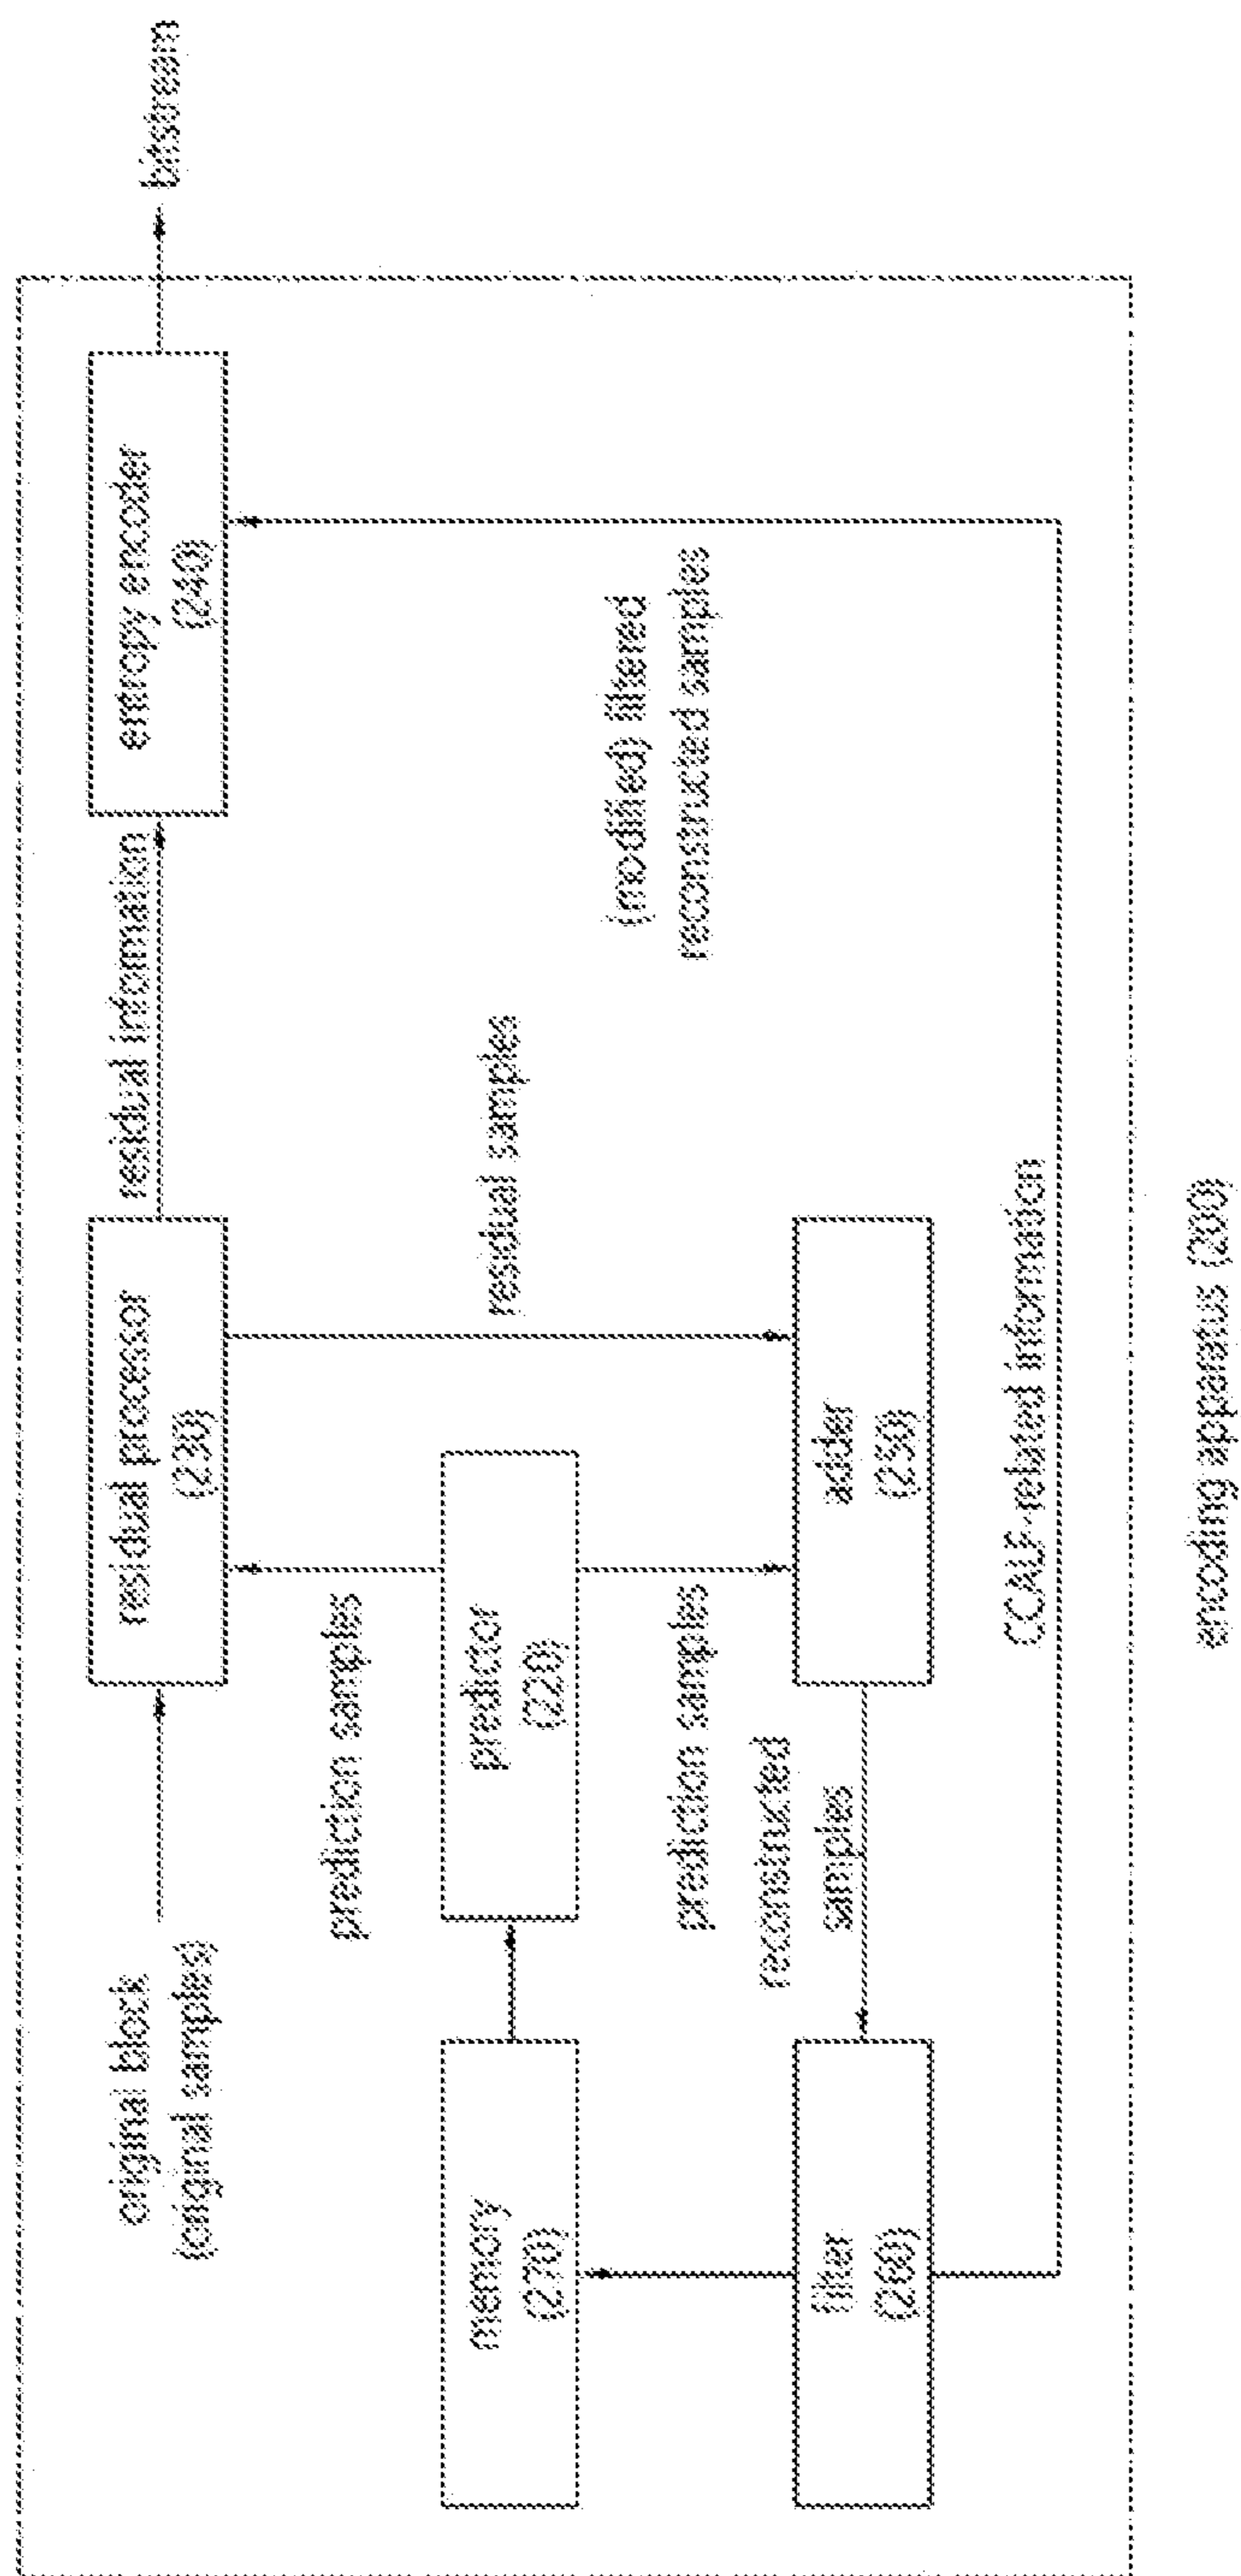 original block
(original samples)
residual processor
(230)
residual information
entropy encoder
(240)
bitstream
prediction samples
residual samples
memory
(270)
predictor
(220)
(modified) filtered
reconstructed samples
prediction samples
reconstructed
samples
filter
(260)
adder
(250)
CCALF-related information
encoding apparatus (200)